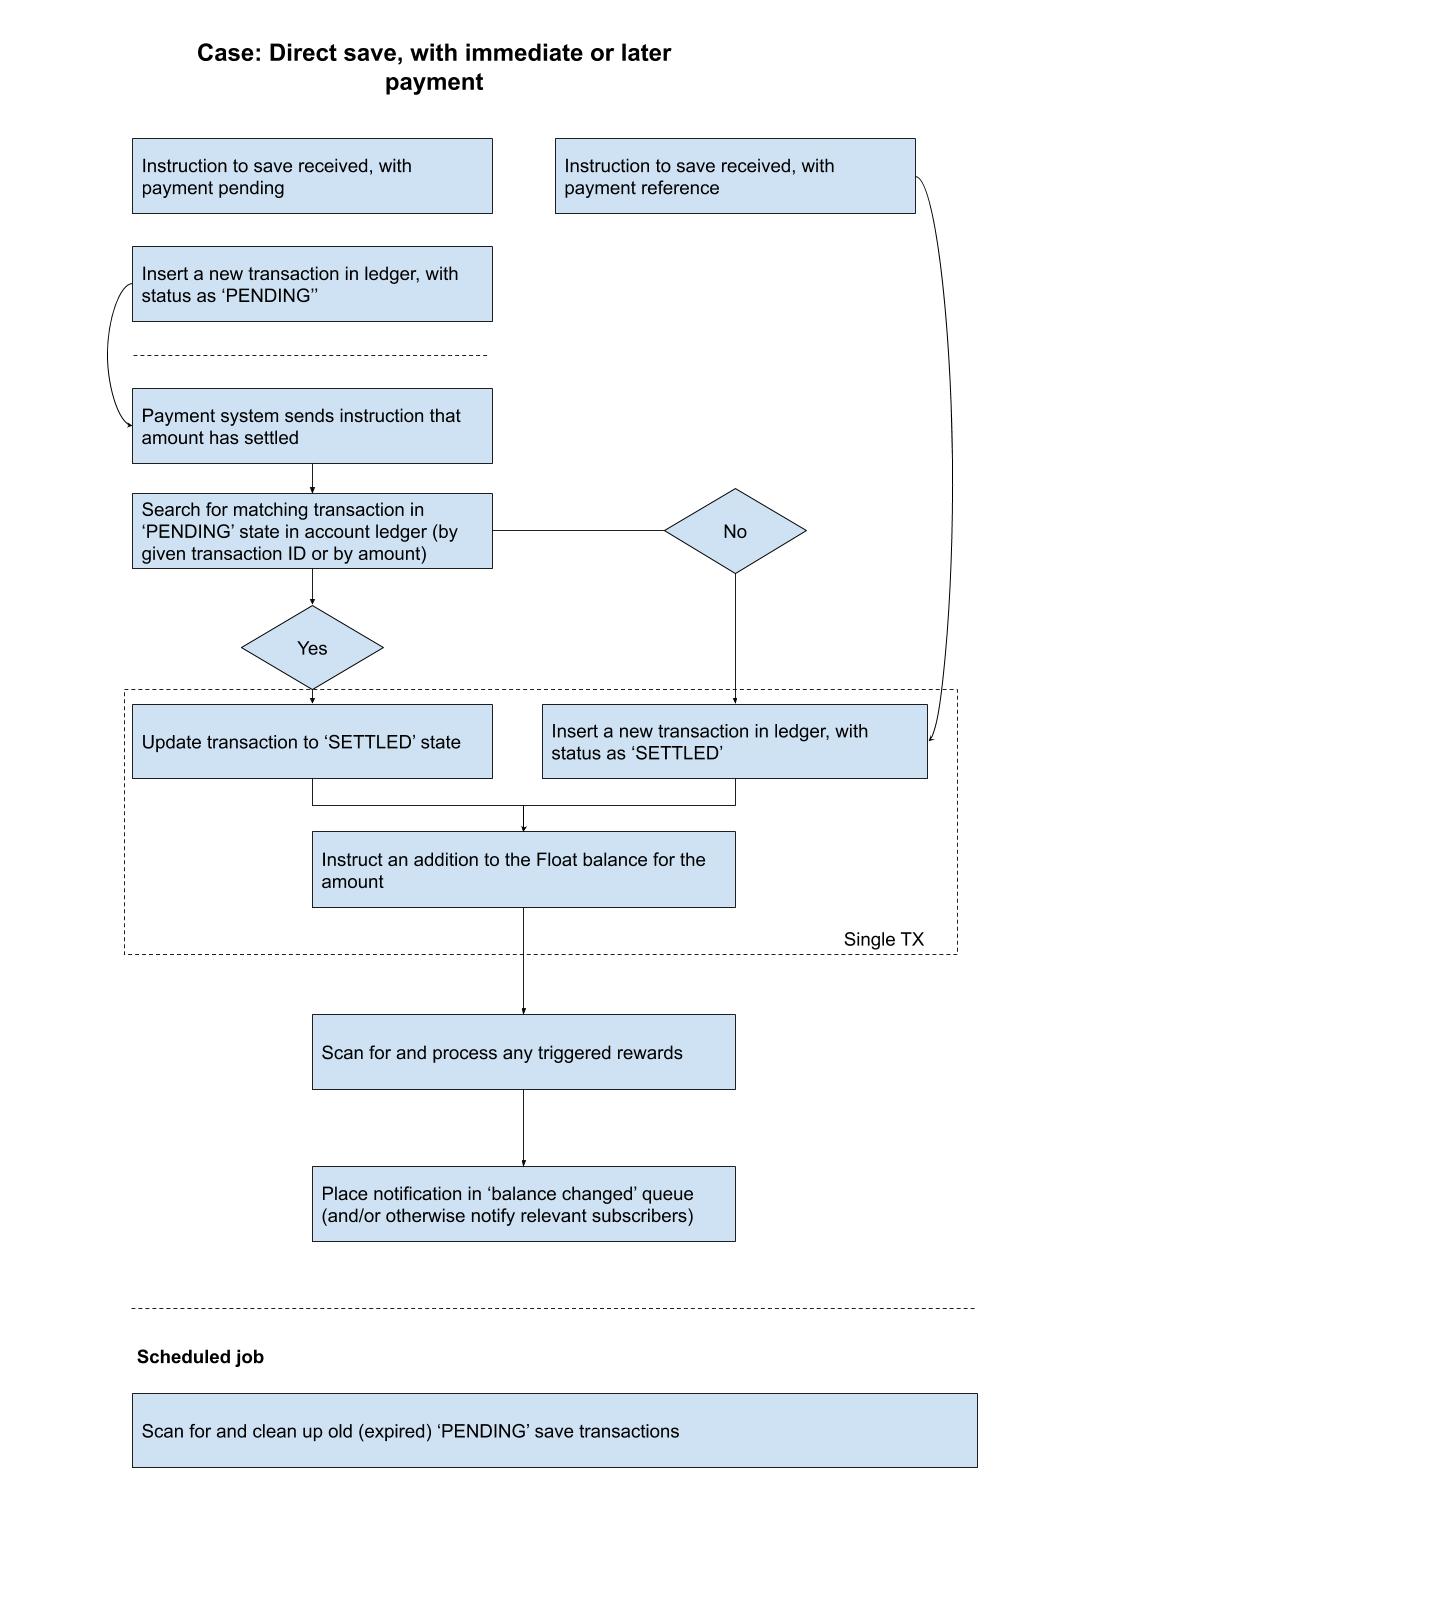 Case: Direct save, with immediate or later
payment
Instruction to save received, with
payment pending
Instruction to save received, with
payment reference
Insert a new transaction in ledger, with
status as ‘PENDING’’
Payment system sends instruction that
amount has settled
Search for matching transaction in
‘PENDING’ state in account ledger (by
given transaction ID or by amount)
No
Yes
Update transaction to ‘SETTLED’ state
Insert a new transaction in ledger, with
status as ‘SETTLED’
Instruct an addition to the Float balance for the
amount
Single TX
Scan for and process any triggered rewards
Place notification in ‘balance changed’ queue
(and/or otherwise notify relevant subscribers)
Scheduled job
Scan for and clean up old (expired) ‘PENDING’ save transactions